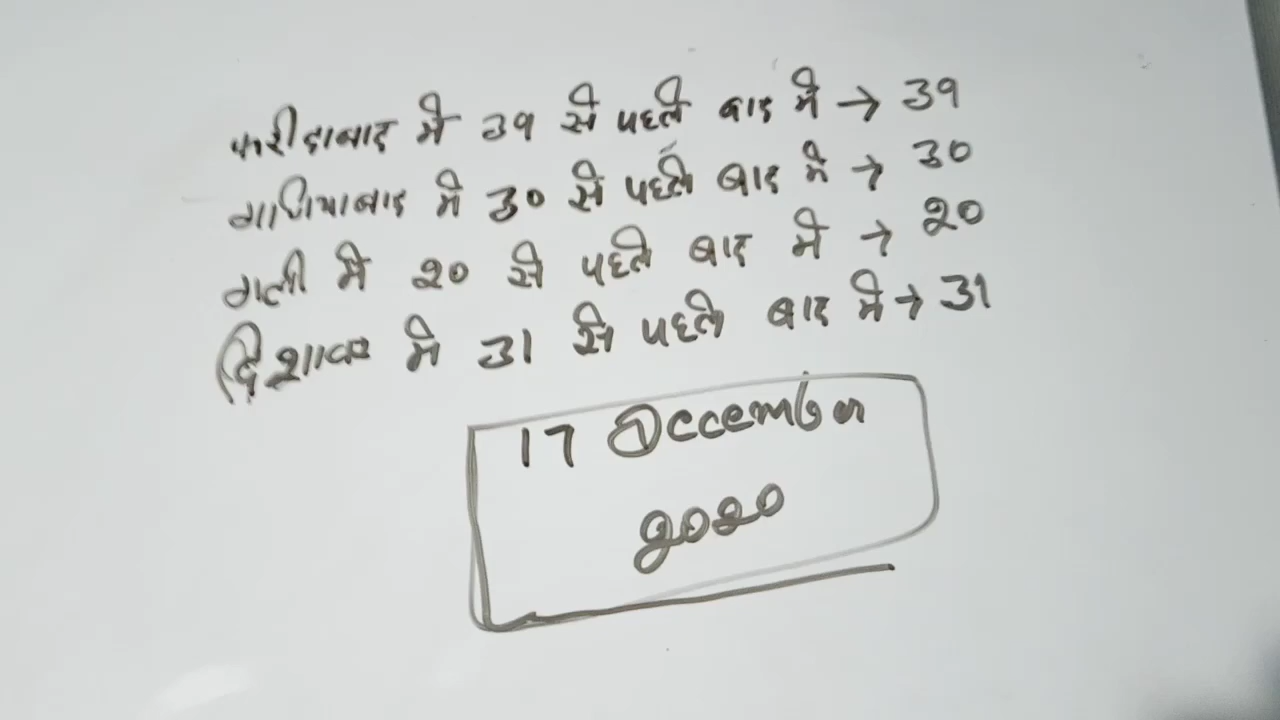 फरीदाबाद में 39 से पहले बाद में → 39
गाजियाबाद में 30 से पहले बाद में → 30
गली में 20 से पहले बाद में → 20
दिशावर में 31 से पहले बाद में → 31
17 December
2020